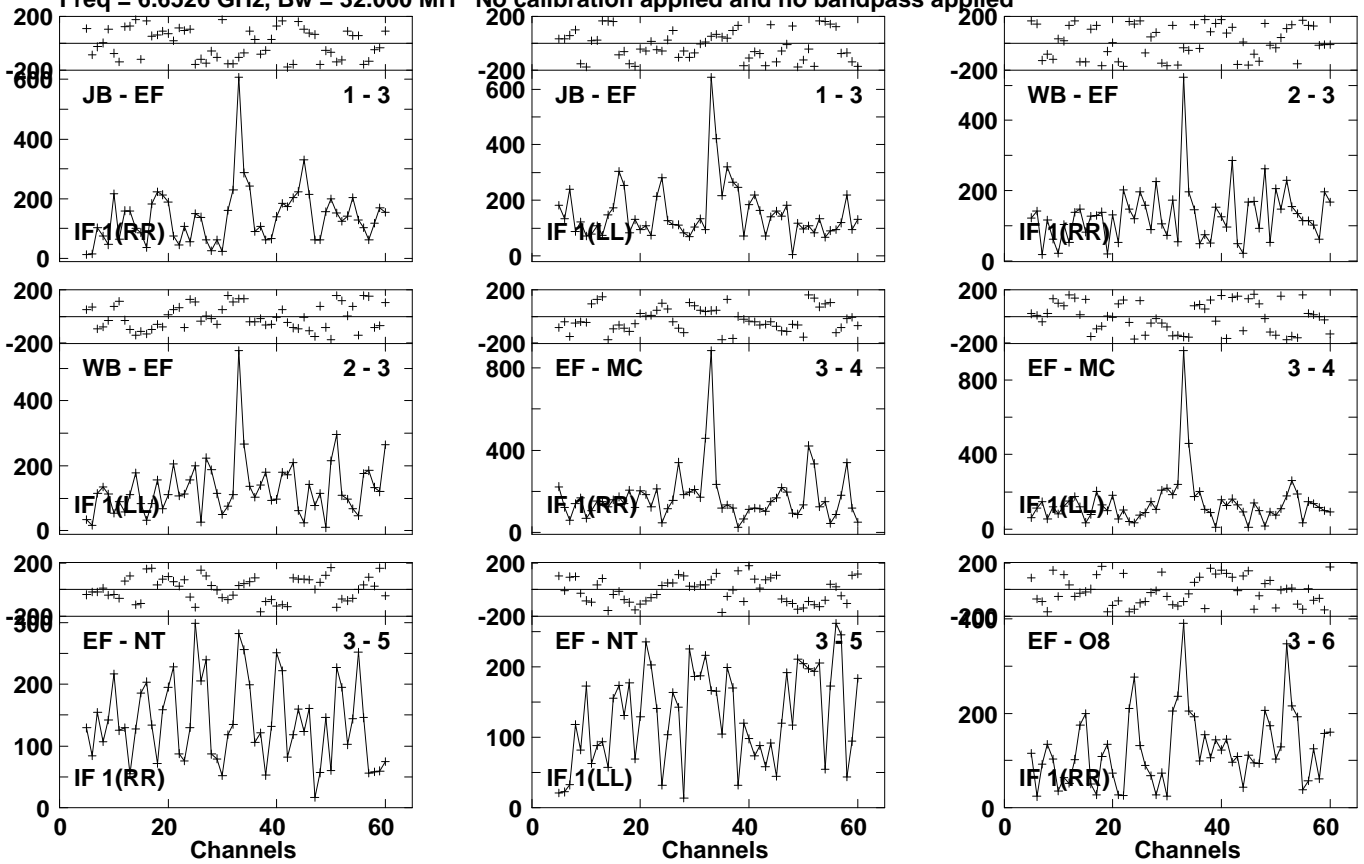 Freq = 6.6526 GHz, Bw = 32.000 MH No calibration applied and no bandpass applied
200
-200
600
400
200
0
JB - EF 1 - 3
IF 1(RR)
200
-200
600
400
200
0
JB - EF 1 - 3
IF 1(LL)
200
-200
400
200
0
WB - EF 2 - 3
IF 1(RR)
200
-200
400
200
0
WB - EF 2 - 3
IF 1(LL)
200
-200
800
400
0
EF - MC 3 - 4
IF 1(RR)
200
-200
800
400
0
EF - MC 3 - 4
IF 1(LL)
200
-200
300
200
100
0
EF - NT 3 - 5
IF 1(RR)
0 20 40 60
Channels
200
-200
200
100
0
EF - NT 3 - 5
IF 1(LL)
0 20 40 60
Channels
200
-200
400
200
0
EF - O8 3 - 6
IF 1(RR)
0 20 40 60
Channels